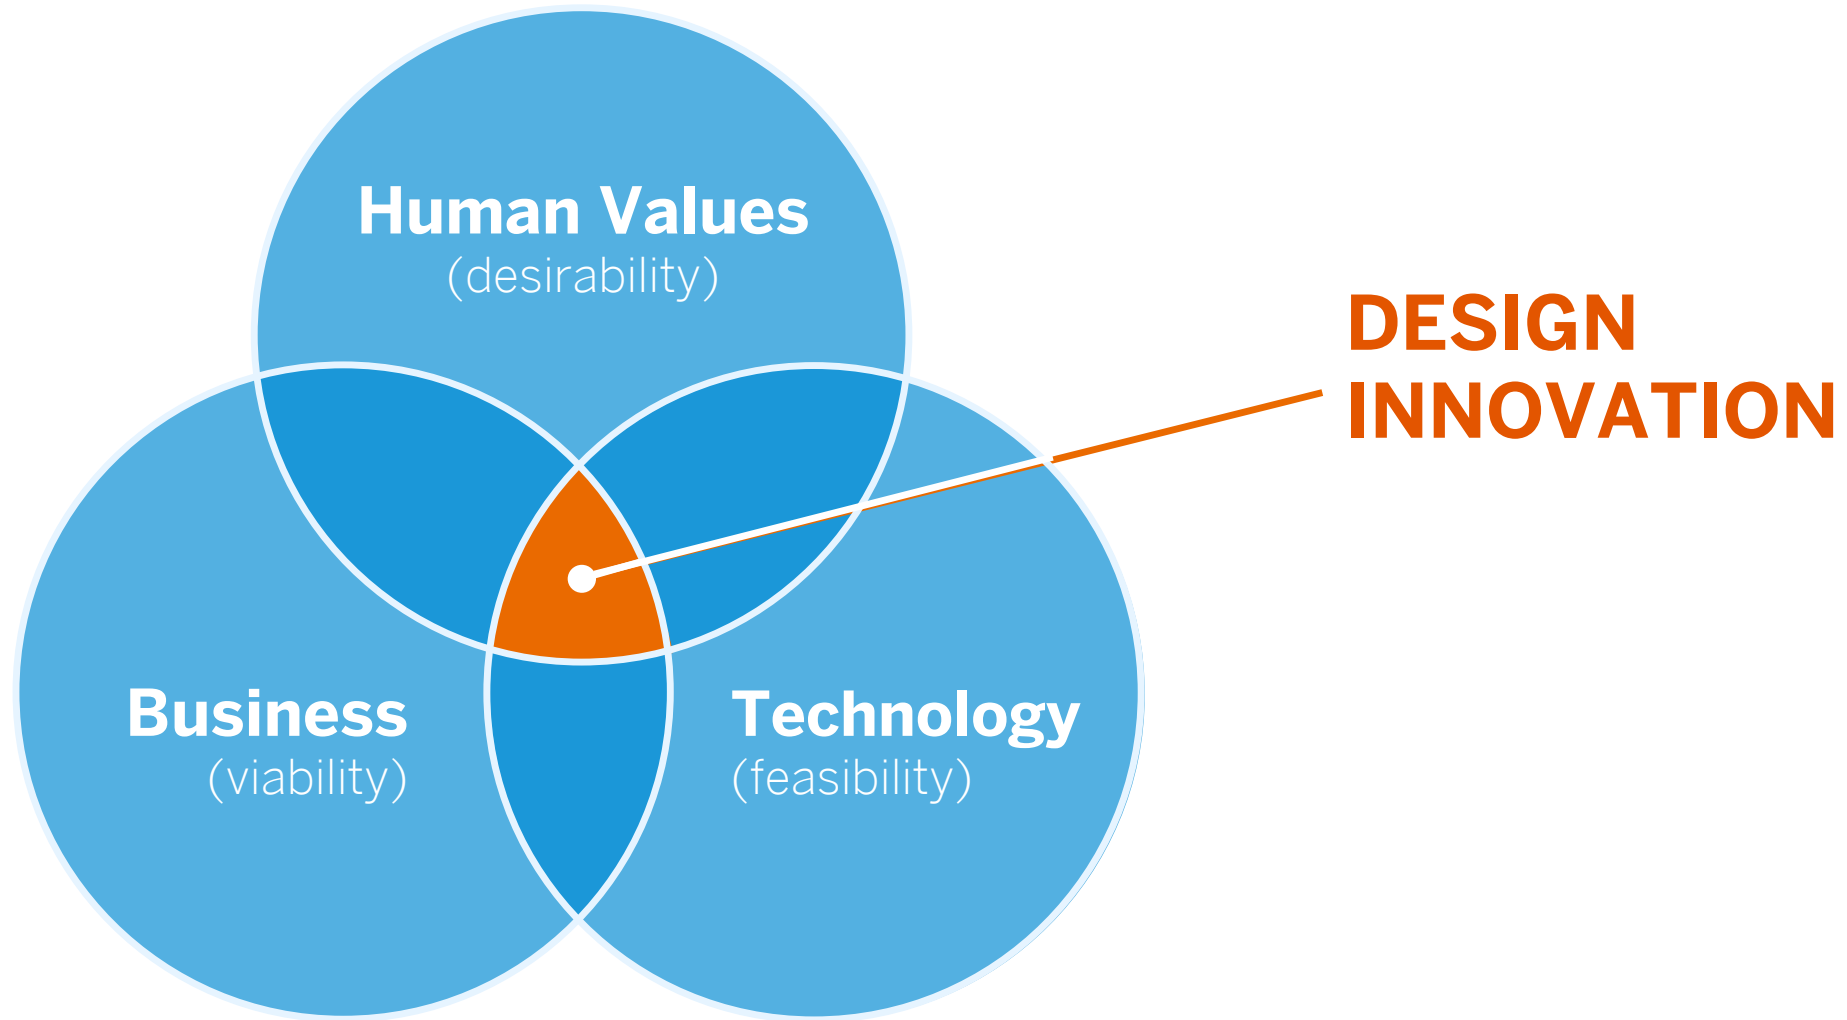 Human Values
(desirability)
DESIGN
INNOVATION
Business
(viability)
Technology
(feasibility)